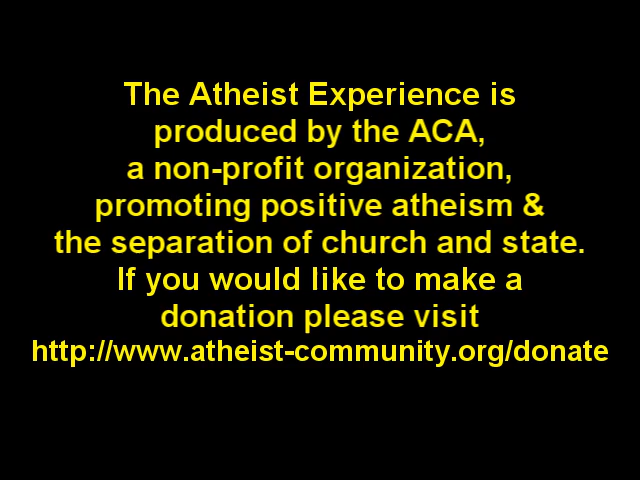 The Atheist Experience is
produced by the ACA,
a non-profit organization,
promoting positive atheism &
the separation of church and state.
If you would like to make a
donation please visit
http://www.atheist-community.org/donate